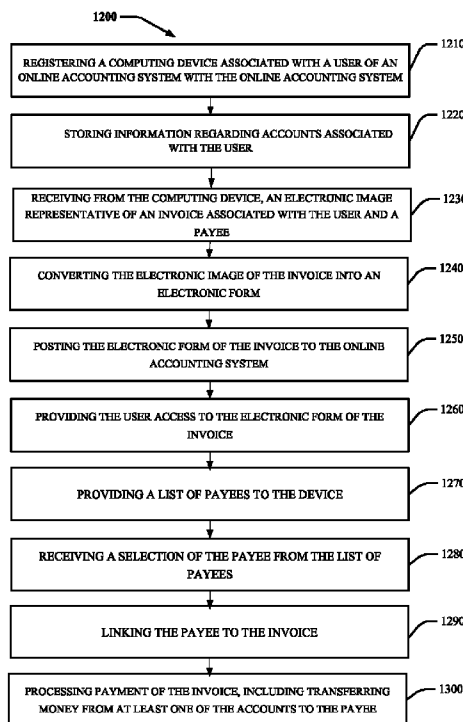 1200
REGISTERING A COMPUTING DEVICE ASSOCIATED WITH A USER OF AN
ONLINE ACCOUNTING SYSTEM WITH THE ONLINE ACCOUNTING SYSTEM
1210
STORING INFORMATION REGARDING ACCOUNTS ASSOCIATED
WITH THE USER
1220
RECEIVING FROM THE COMPUTING DEVICE, AN ELECTRONIC IMAGE
REPRESENTATIVE OF AN INVOICE ASSOCIATED WITH THE USER AND A
PAYEE
1230
CONVERTING THE ELECTRONIC IMAGE OF THE INVOICE INTO AN
ELECTRONIC FORM
1240
POSTING THE ELECTRONIC FORM OF THE INVOICE TO THE ONLINE
ACCOUNTING SYSTEM
1250
PROVIDING THE USER ACCESS TO THE ELECTRONIC FORM OF THE
INVOICE
1260
PROVIDING A LIST OF PAYEES TO THE DEVICE
1270
RECEIVING A SELECTION OF THE PAYEE FROM THE LIST OF
PAYEES
1280
LINKING THE PAYEE TO THE INVOICE
1290
PROCESSING PAYMENT OF THE INVOICE, INCLUDING TRANSFERRING
MONEY FROM AT LEAST ONE OF THE ACCOUNTS TO THE PAYEE
1300